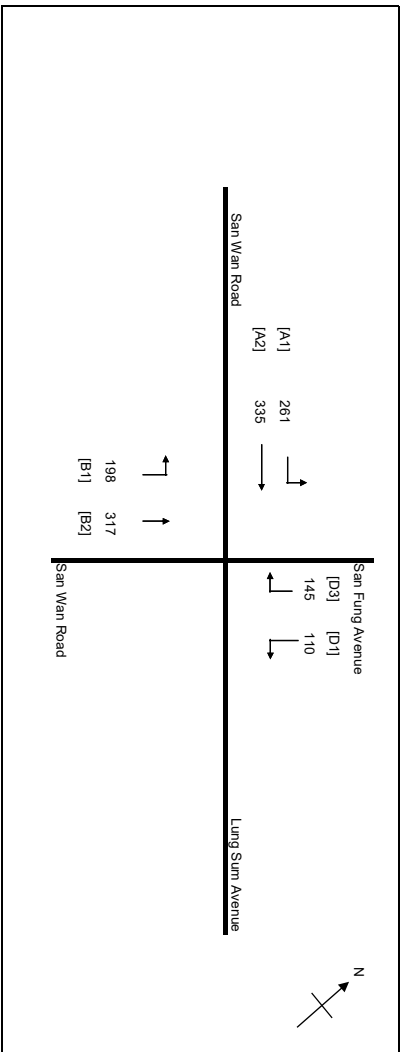 San Wan Road
[A1] 261
[A2] 335
198 317
[B1] [B2]
San Fung Avenue
[D3] [D1]
145 110
San Wan Road
Lung Sum Avenue
N